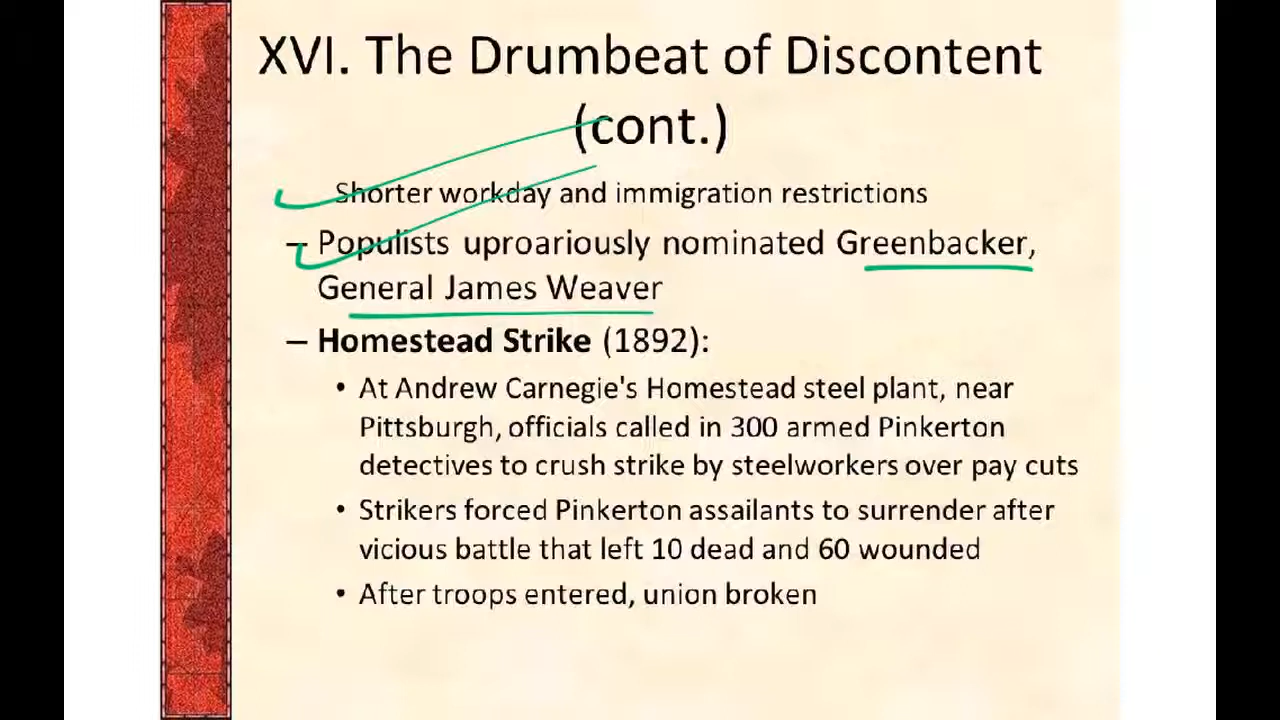 XVI. The Drumbeat of Discontent
(cont.)
Shorter workday and immigration restrictions
– Populists uproariously nominated Greenbacker,
General James Weaver
– Homestead Strike (1892):
• At Andrew Carnegie's Homestead steel plant, near
Pittsburgh, officials called in 300 armed Pinkerton
detectives to crush strike by steelworkers over pay cuts
• Strikers forced Pinkerton assailants to surrender after
vicious battle that left 10 dead and 60 wounded
• After troops entered, union broken